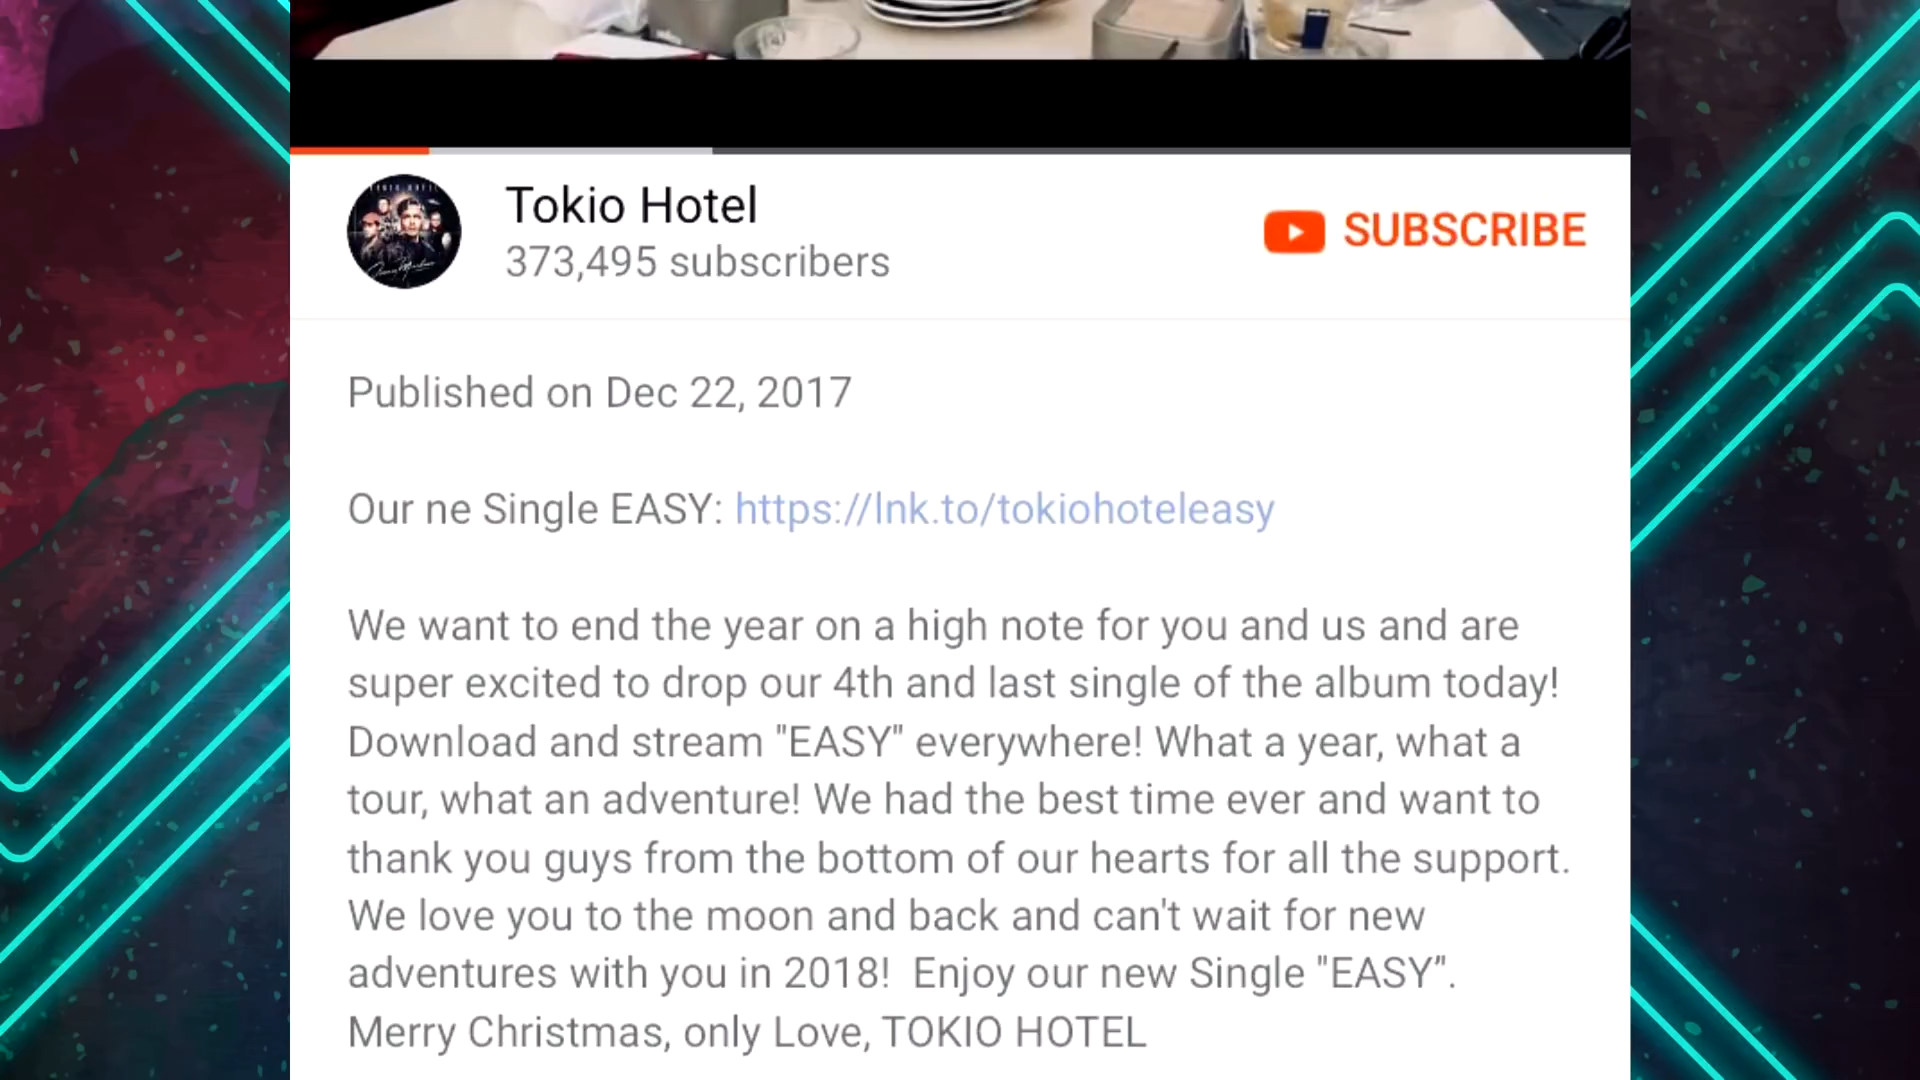 Tokio Hotel
373,495 subscribers
SUBSCRIBE
Published on Dec 22, 2017
Our ne Single EASY: https://lnk.to/tokiohoteleasy
We want to end the year on a high note for you and us and are
super excited to drop our 4th and last single of the album today!
Download and stream "EASY" everywhere! What a year, what a
tour, what an adventure! We had the best time ever and want to
thank you guys from the bottom of our hearts for all the support.
We love you to the moon and back and can't wait for new
adventures with you in 2018!  Enjoy our new Single "EASY".
Merry Christmas, only Love, TOKIO HOTEL